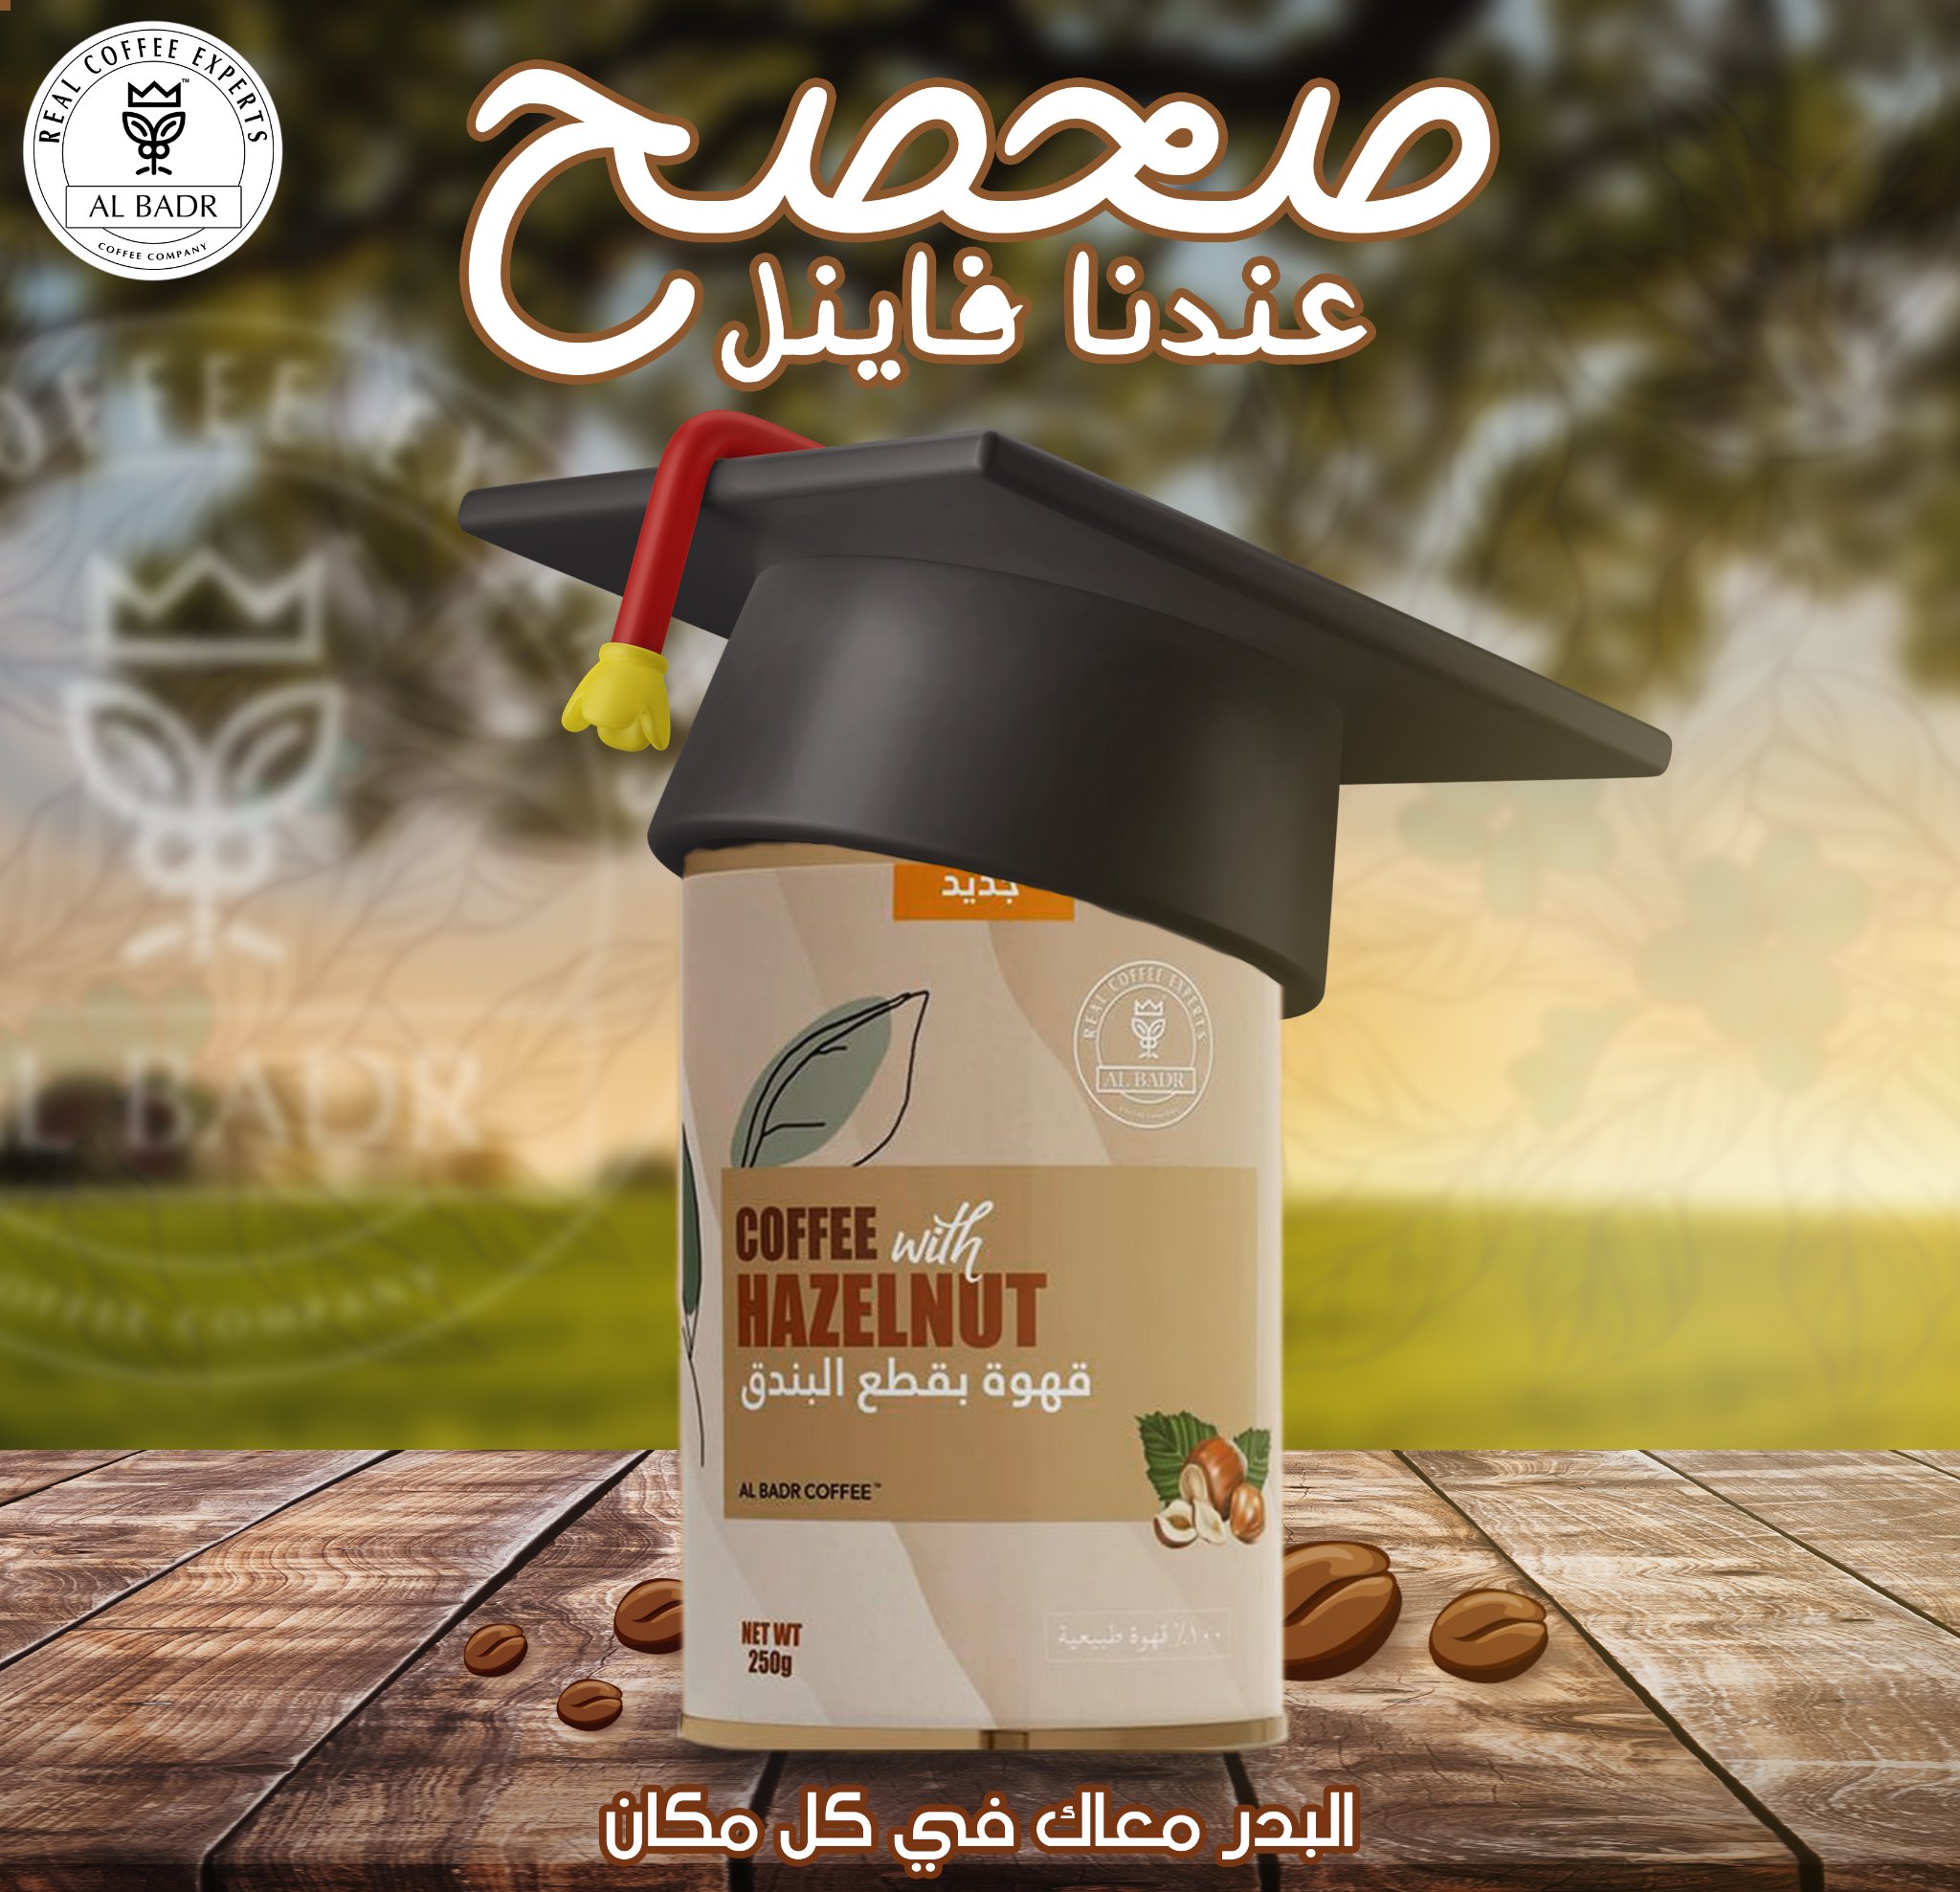 REAL COFFEE EXPERTS
™
AL BADR
COFFEE COMPANY
صحصح
عندنا فاينل
جديد
REAL COFFEE EXPERTS
AL BADR
COFFEE with
HAZELNUT
قهوة بقطع البندق
AL BADR COFFEE™
NET WT
250g
١٠٠٪ قهوة طبيعية
البدر معاك في كل مكان